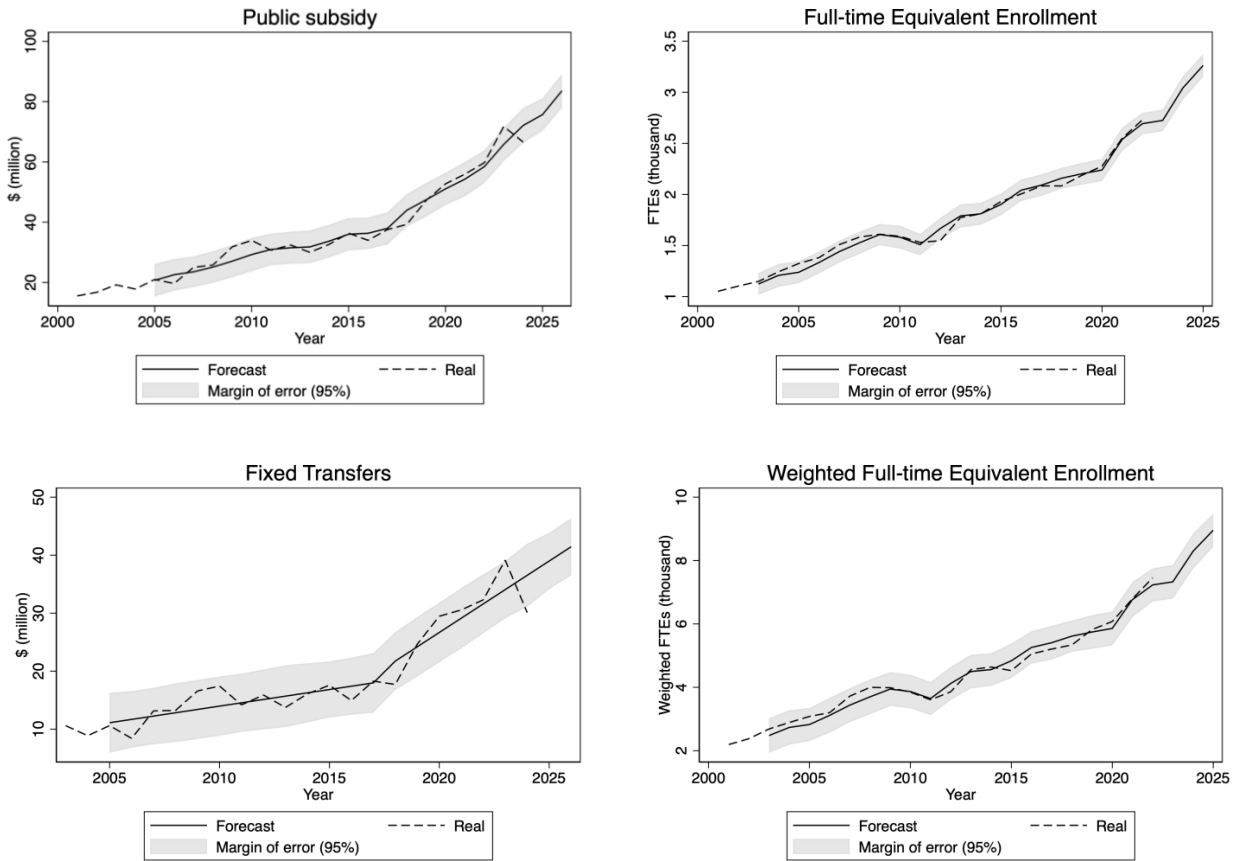 Public subsidy
$ (million)
100
80
60
40
20
2000 2005 2010 2015 2020 2025
Year
Forecast Real
Margin of error (95%)
Full-time Equivalent Enrollment
FTEs (thousand)
3.5
3
2.5
2
1.5
1
2000 2005 2010 2015 2020 2025
Year
Forecast Real
Margin of error (95%)
Fixed Transfers
$ (million)
50
40
30
20
10
2005 2010 2015 2020 2025
Year
Forecast Real
Margin of error (95%)
Weighted Full-time Equivalent Enrollment
Weighted FTEs (thousand)
10
8
6
4
2
2000 2005 2010 2015 2020 2025
Year
Forecast Real
Margin of error (95%)